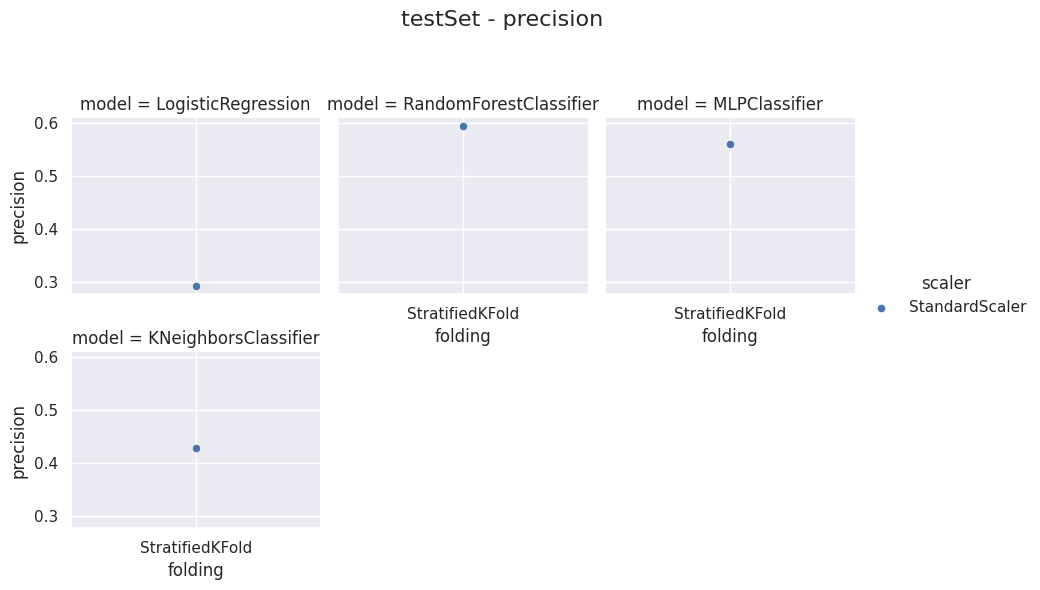 testSet - precision
model = LogisticRegression
model = RandomForestClassifier
model = MLPClassifier
0.6
0.5
0.4
0.3
precision
StratifiedKFold
folding
StratifiedKFold
folding
scaler
StandardScaler
model = KNeighborsClassifier
0.6
0.5
0.4
0.3
precision
StratifiedKFold
folding